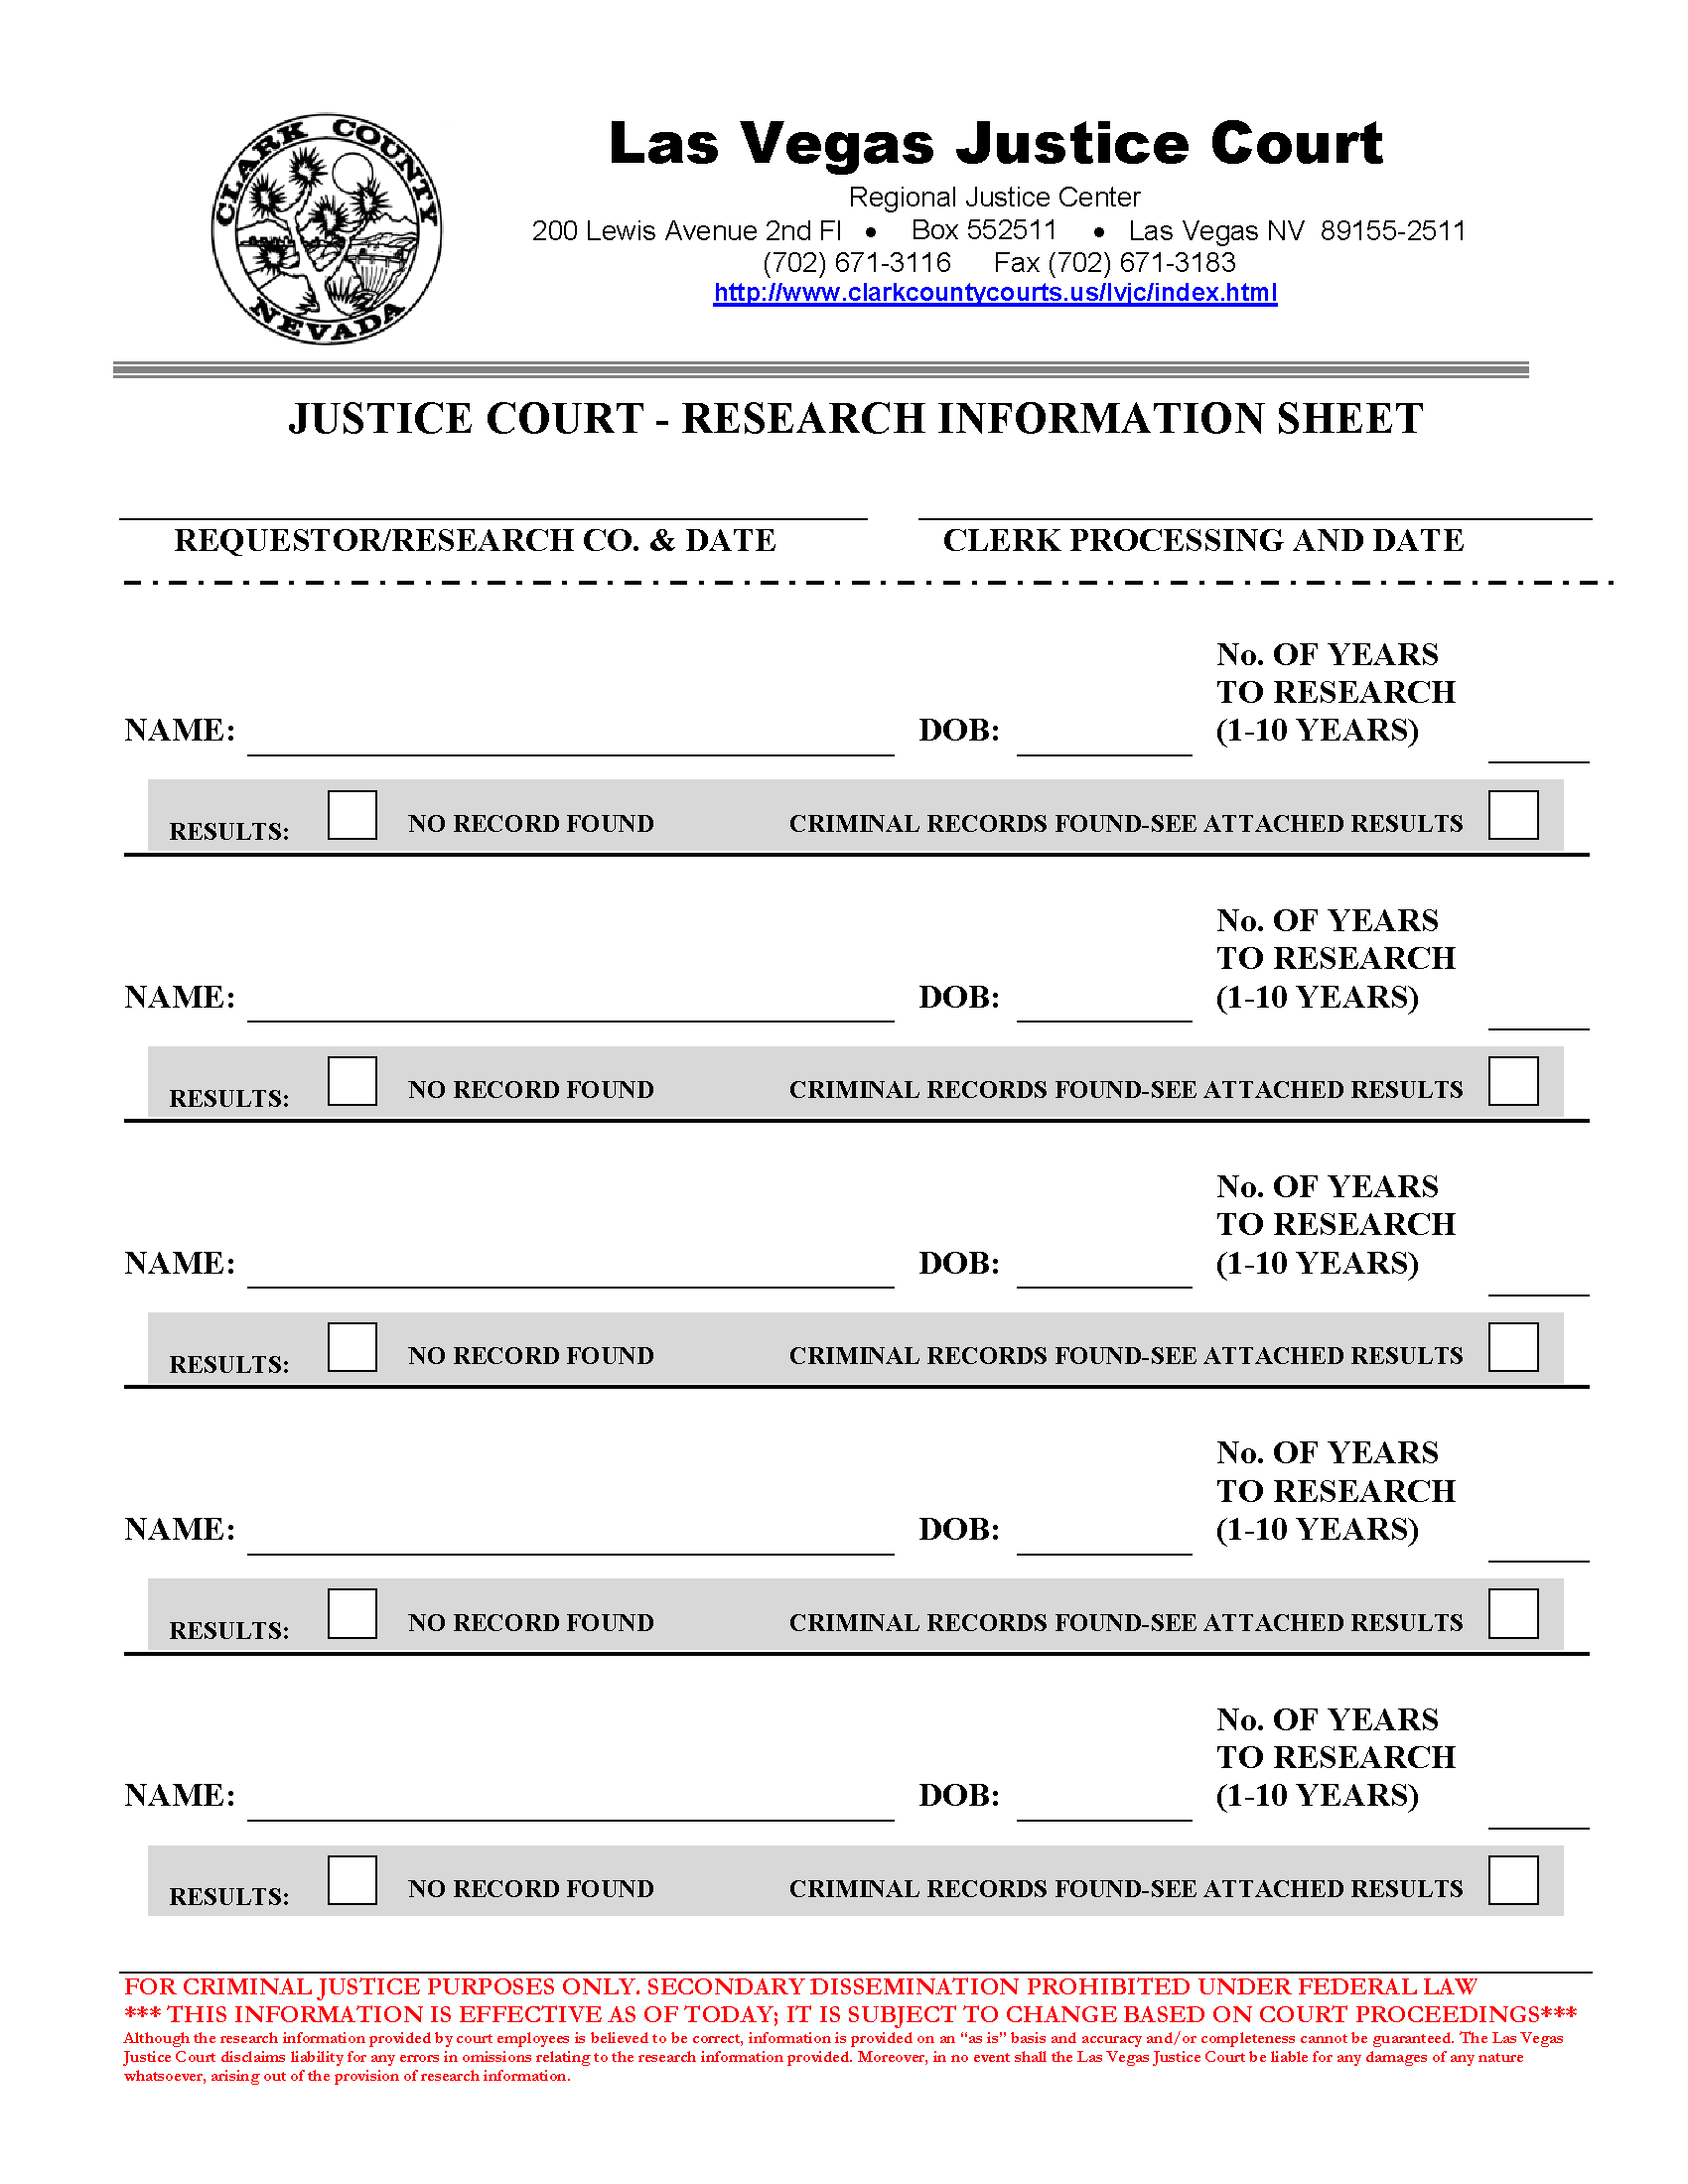 CLARK COUNTY
NEVADA
Las Vegas Justice Court
Regional Justice Center
200 Lewis Avenue 2nd Fl • Box 552511 • Las Vegas NV 89155-2511
(702) 671-3116 Fax (702) 671-3183
http://www.clarkcountycourts.us/lvjc/index.html
JUSTICE COURT - RESEARCH INFORMATION SHEET
REQUESTOR/RESEARCH CO. & DATE CLERK PROCESSING AND DATE
No. OF YEARS
TO RESEARCH
NAME: DOB: (1-10 YEARS)
RESULTS: NO RECORD FOUND CRIMINAL RECORDS FOUND-SEE ATTACHED RESULTS
No. OF YEARS
TO RESEARCH
NAME: DOB: (1-10 YEARS)
RESULTS: NO RECORD FOUND CRIMINAL RECORDS FOUND-SEE ATTACHED RESULTS
No. OF YEARS
TO RESEARCH
NAME: DOB: (1-10 YEARS)
RESULTS: NO RECORD FOUND CRIMINAL RECORDS FOUND-SEE ATTACHED RESULTS
No. OF YEARS
TO RESEARCH
NAME: DOB: (1-10 YEARS)
RESULTS: NO RECORD FOUND CRIMINAL RECORDS FOUND-SEE ATTACHED RESULTS
No. OF YEARS
TO RESEARCH
NAME: DOB: (1-10 YEARS)
RESULTS: NO RECORD FOUND CRIMINAL RECORDS FOUND-SEE ATTACHED RESULTS
FOR CRIMINAL JUSTICE PURPOSES ONLY. SECONDARY DISSEMINATION PROHIBITED UNDER FEDERAL LAW
*** THIS INFORMATION IS EFFECTIVE AS OF TODAY; IT IS SUBJECT TO CHANGE BASED ON COURT PROCEEDINGS***
Although the research information provided by court employees is believed to be correct, information is provided on an “as is” basis and accuracy and/or completeness cannot be guaranteed. The Las Vegas
Justice Court disclaims liability for any errors in omissions relating to the research information provided. Moreover, in no event shall the Las Vegas Justice Court be liable for any damages of any nature
whatsoever, arising out of the provision of research information.